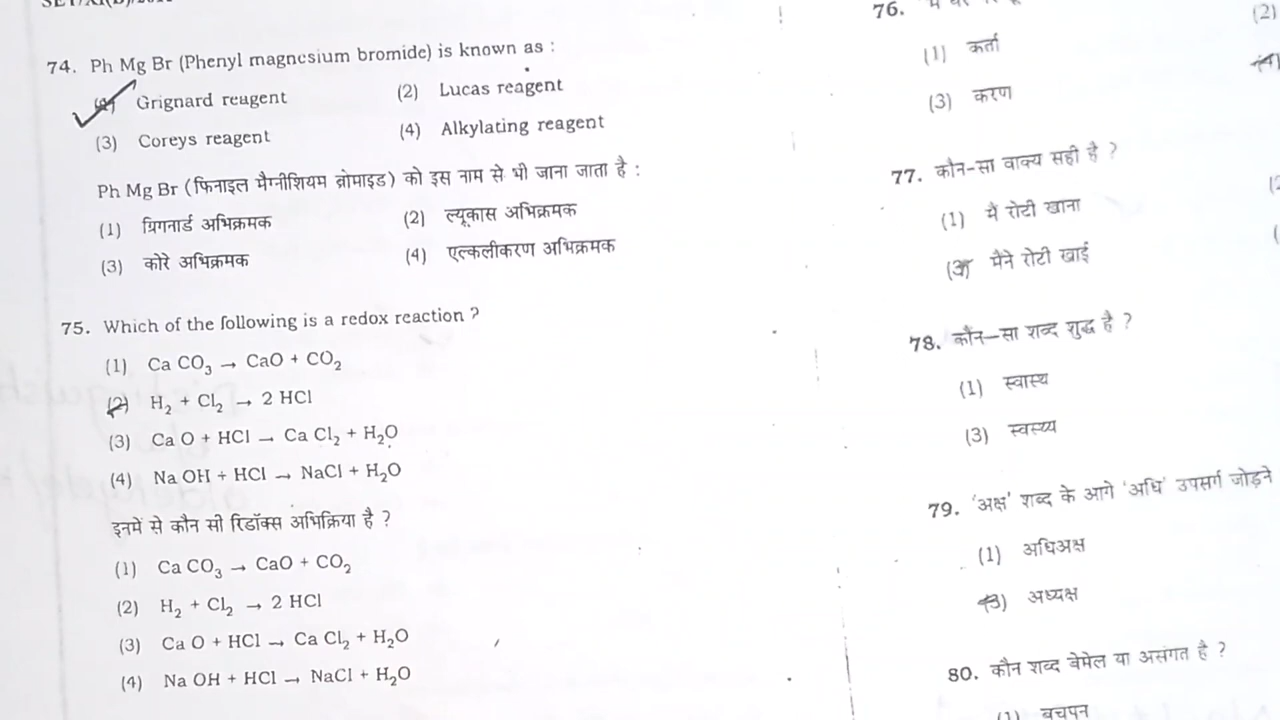 74. Ph Mg Br (Phenyl magnesium bromide) is known as :
(1) Grignard reagent (2) Lucas reagent
(3) Coreys reagent (4) Alkylating reagent
Ph Mg Br (फिनाइल मैग्नीशियम ब्रोमाइड) को इस नाम से भी जाना जाता है :
(1) ग्रिगनार्ड अभिक्रमक (2) ल्यूकास अभिक्रमक
(3) कोरे अभिक्रमक (4) एल्कलीकरण अभिक्रमक
75. Which of the following is a redox reaction ?
(1) Ca CO₃ → CaO + CO₂
(2) H₂ + Cl₂ → 2 HCl
(3) Ca O + HCl → Ca Cl₂ + H₂O
(4) Na OH + HCl → NaCl + H₂O
इनमें से कौन सी रिडॉक्स अभिक्रिया है ?
(1) Ca CO₃ → CaO + CO₂
(2) H₂ + Cl₂ → 2 HCl
(3) Ca O + HCl → Ca Cl₂ + H₂O
(4) Na OH + HCl → NaCl + H₂O
76.
(2)
(1) कर्ता
(4)
(3) करण
77. कौन-सा वाक्य सही है ?
(1) मैं रोटी खाना
(3) मैंने रोटी खाई
78. कौन-सा शब्द शुद्ध है ?
(1) स्वास्थ
(3) स्वस्थ्य
79. 'अक्ष' शब्द के आगे 'अधि' उपसर्ग जोड़ने
(1) अधिअक्ष
(3) अध्यक्ष
80. कौन शब्द बेमेल या असंगत है ?
(1) बचपन